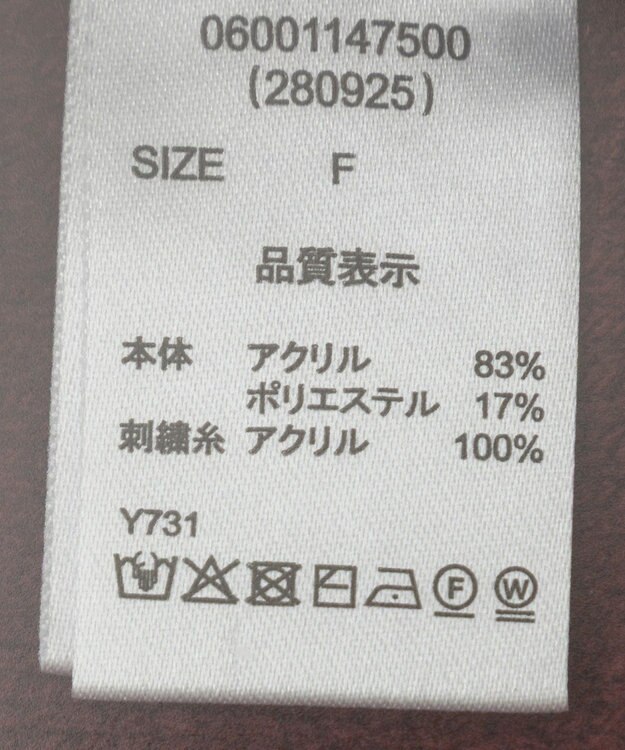 06001147500
(280925)
SIZE F
品質表示
本体 アクリル 83%
ポリエステル 17%
刺繍糸 アクリル 100%
Y731
F W